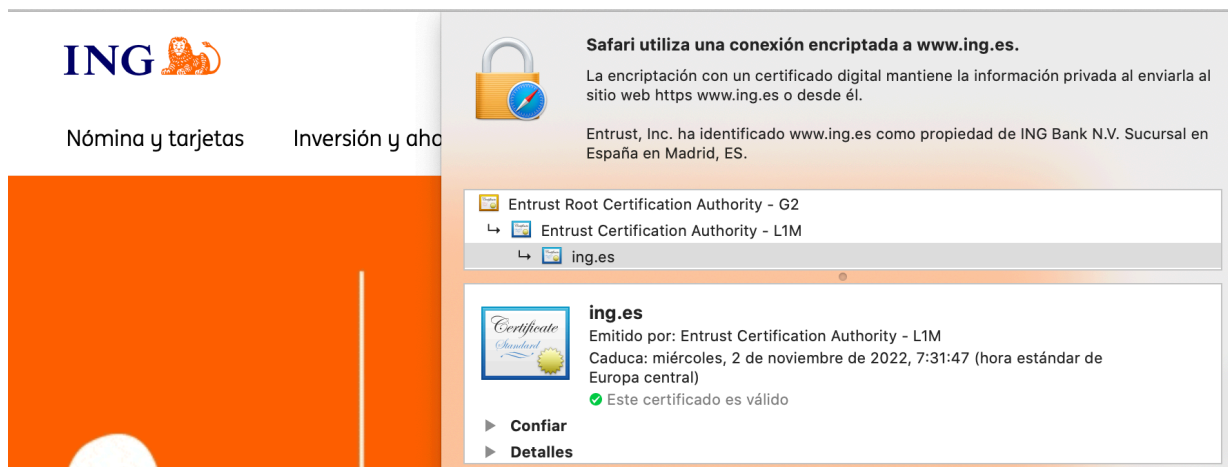 ING
Nómina y tarjetas
Inversión y aho
Safari utiliza una conexión encriptada a www.ing.es.
La encriptación con un certificado digital mantiene la información privada al enviarla al
sitio web https www.ing.es o desde él.
Entrust, Inc. ha identificado www.ing.es como propiedad de ING Bank N.V. Sucursal en
España en Madrid, ES.
Entrust Root Certification Authority - G2
↳ Entrust Certification Authority - L1M
↳ ing.es
Certificate
Standard
ing.es
Emitido por: Entrust Certification Authority - L1M
Caduca: miércoles, 2 de noviembre de 2022, 7:31:47 (hora estándar de
Europa central)
Este certificado es válido
Confiar
Detalles